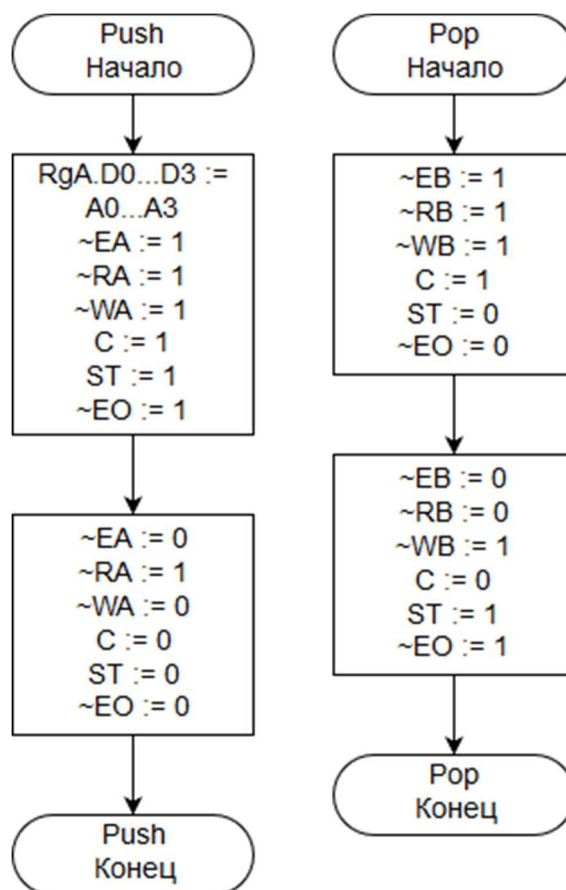 Push
Начало
RgA.D0...D3 :=
A0...A3
~EA := 1
~RA := 1
~WA := 1
C := 1
ST := 1
~EO := 1
~EA := 0
~RA := 1
~WA := 0
C := 0
ST := 0
~EO := 0
Push
Конец
Pop
Начало
~EB := 1
~RB := 1
~WB := 1
C := 1
ST := 0
~EO := 0
~EB := 0
~RB := 0
~WB := 1
C := 0
ST := 1
~EO := 1
Pop
Конец